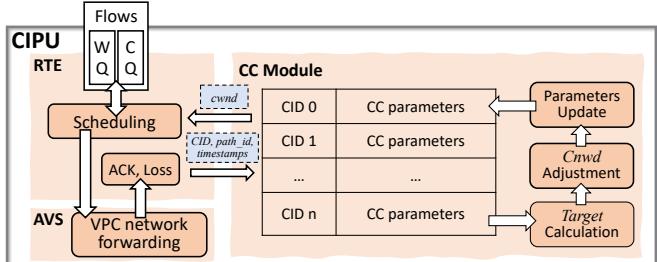 Flows
CIPU
W
Q
C
Q
RTE
CC Module
Scheduling
cwnd
CID, path_id,
timestamps
ACK, Loss
AVS
VPC network
forwarding
CID 0 CC parameters
CID 1 CC parameters
... ...
CID n CC parameters
Parameters
Update
Cnwd
Adjustment
Target
Calculation